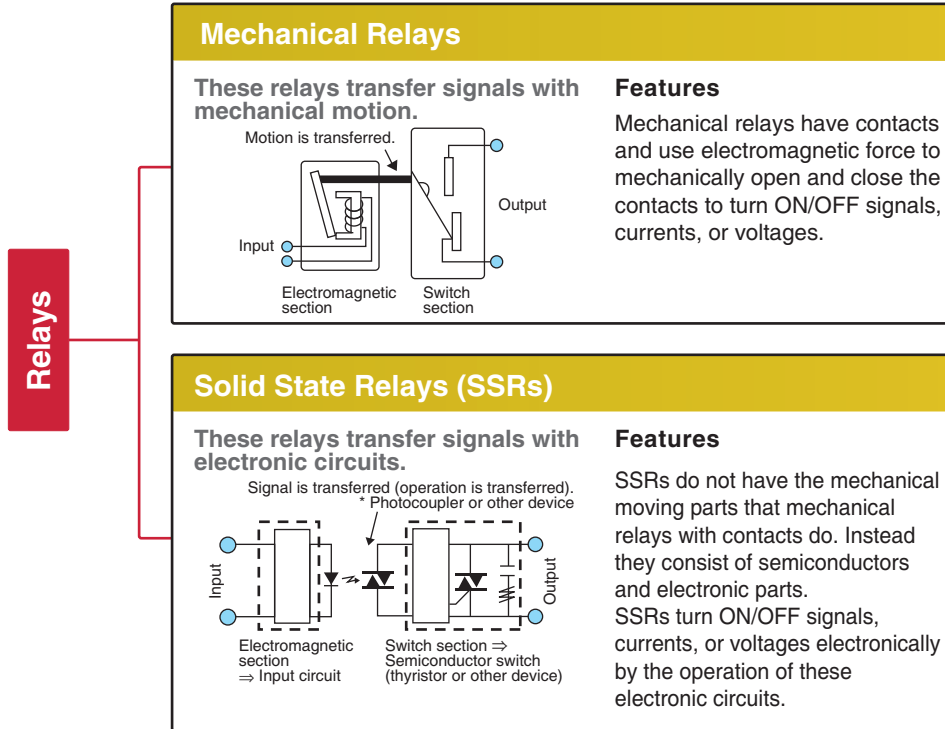 Relays
Mechanical Relays
These relays transfer signals with
mechanical motion.
Motion is transferred.
Input
Output
Electromagnetic
section
Switch
section
Features
Mechanical relays have contacts
and use electromagnetic force to
mechanically open and close the
contacts to turn ON/OFF signals,
currents, or voltages.
Solid State Relays (SSRs)
These relays transfer signals with
electronic circuits.
Signal is transferred (operation is transferred).
* Photocoupler or other device
Input
Output
Electromagnetic
section
⇒ Input circuit
Switch section ⇒
Semiconductor switch
(thyristor or other device)
Features
SSRs do not have the mechanical
moving parts that mechanical
relays with contacts do. Instead
they consist of semiconductors
and electronic parts.
SSRs turn ON/OFF signals,
currents, or voltages electronically
by the operation of these
electronic circuits.